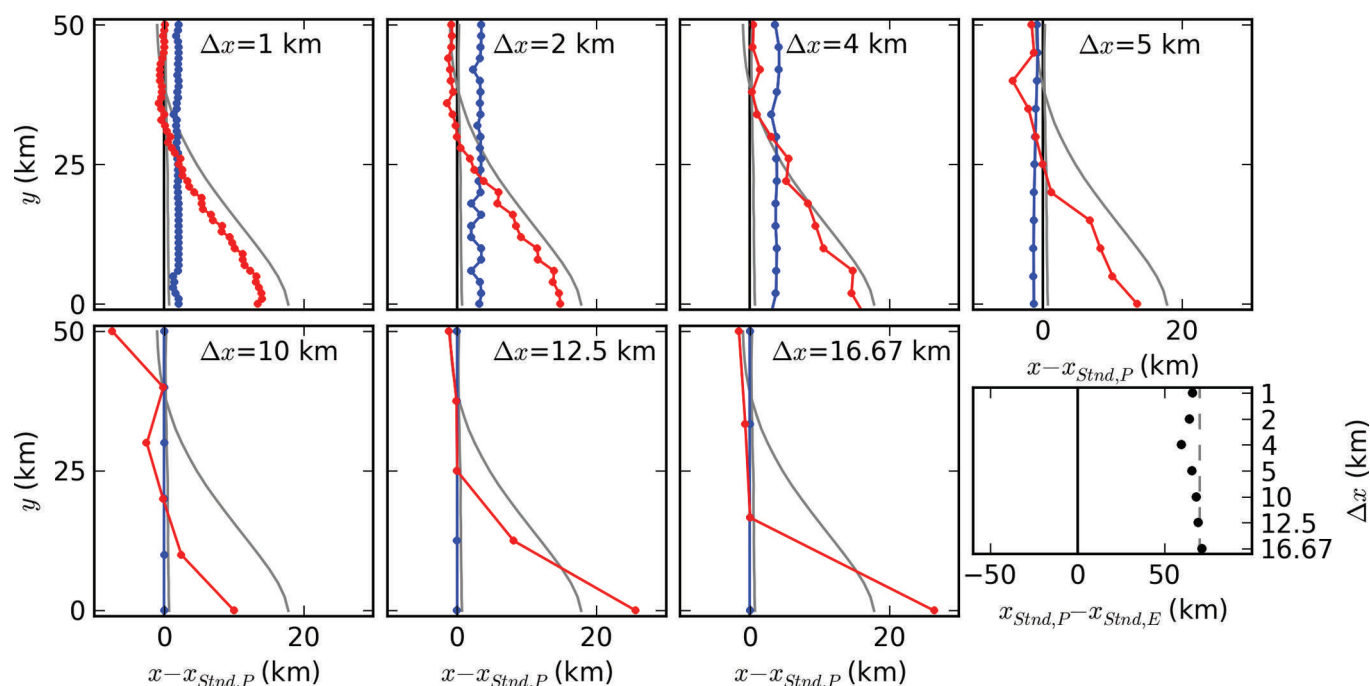 50
Δx=1 km
Δx=2 km
Δx=4 km
Δx=5 km
y (km)
25
0
0
20
x−x_{Stnd,P} (km)
50
Δx=10 km
Δx=12.5 km
Δx=16.67 km
y (km)
25
0
0
20
0
20
0
20
x−x_{Stnd,P} (km)
x−x_{Stnd,P} (km)
x−x_{Stnd,P} (km)
1
2
4
5
10
12.5
16.67
Δx (km)
−50
0
50
x_{Stnd,P}−x_{Stnd,E} (km)